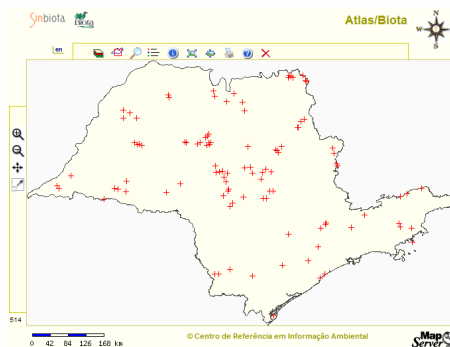 Sinbiota
Biota
Atlas/Biota
N
W
E
S
en
514
0 42 84 126 168 km
© Centro de Referência em Informação Ambiental
Map
Server